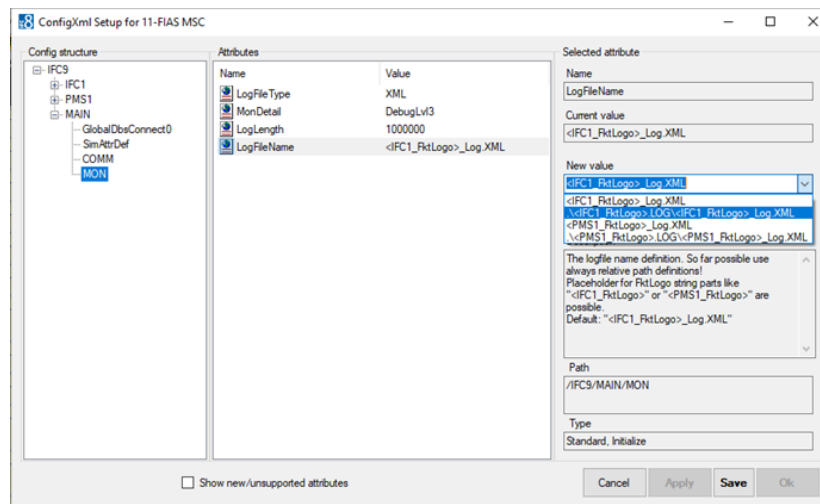 ConfigXml Setup for 11-FIAS MSC
Config structure
IFC9
IFC1
PMS1
MAIN
GlobalDbsConnect0
SimAttrDef
COMM
MON
Attributes
Name Value
LogFileType XML
MonDetail DebugLvl3
LogLength 1000000
LogFileName <IFC1_FktLogo>_Log.XML
Selected attribute
Name
LogFileName
Current value
<IFC1_FktLogo>_Log.XML
New value
<IFC1_FktLogo>_Log.XML
<IFC1_FktLogo>_Log.XML
.\<IFC1_FktLogo>.LOG\<IFC1_FktLogo>_Log.XML
<PMS1_FktLogo>_Log.XML
.\<PMS1_FktLogo>.LOG\<PMS1_FktLogo>_Log.XML
The logfile name definition. So far possible use
always relative path definitions!
Placeholder for FktLogo string parts like
"<IFC1_FktLogo>" or "<PMS1_FktLogo>" are
possible.
Default: "<IFC1_FktLogo>_Log.XML"
Path
/IFC9/MAIN/MON
Type
Standard, Initialize
Show new/unsupported attributes
Cancel Apply Save Ok